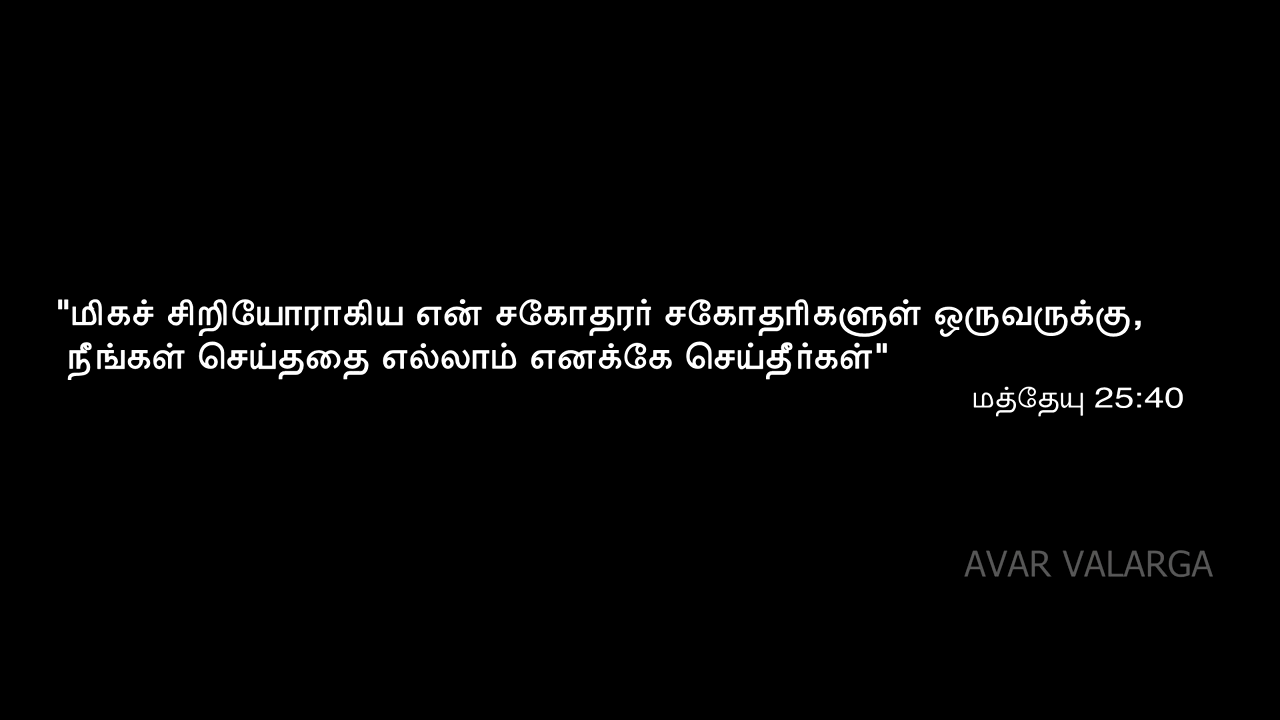 "மிகச் சிறியோராகிய என் சகோதரர் சகோதரிகளுள் ஒருவருக்கு,
நீங்கள் செய்ததை எல்லாம் எனக்கே செய்தீர்கள்"
மத்தேயு 25:40
AVAR VALARGA